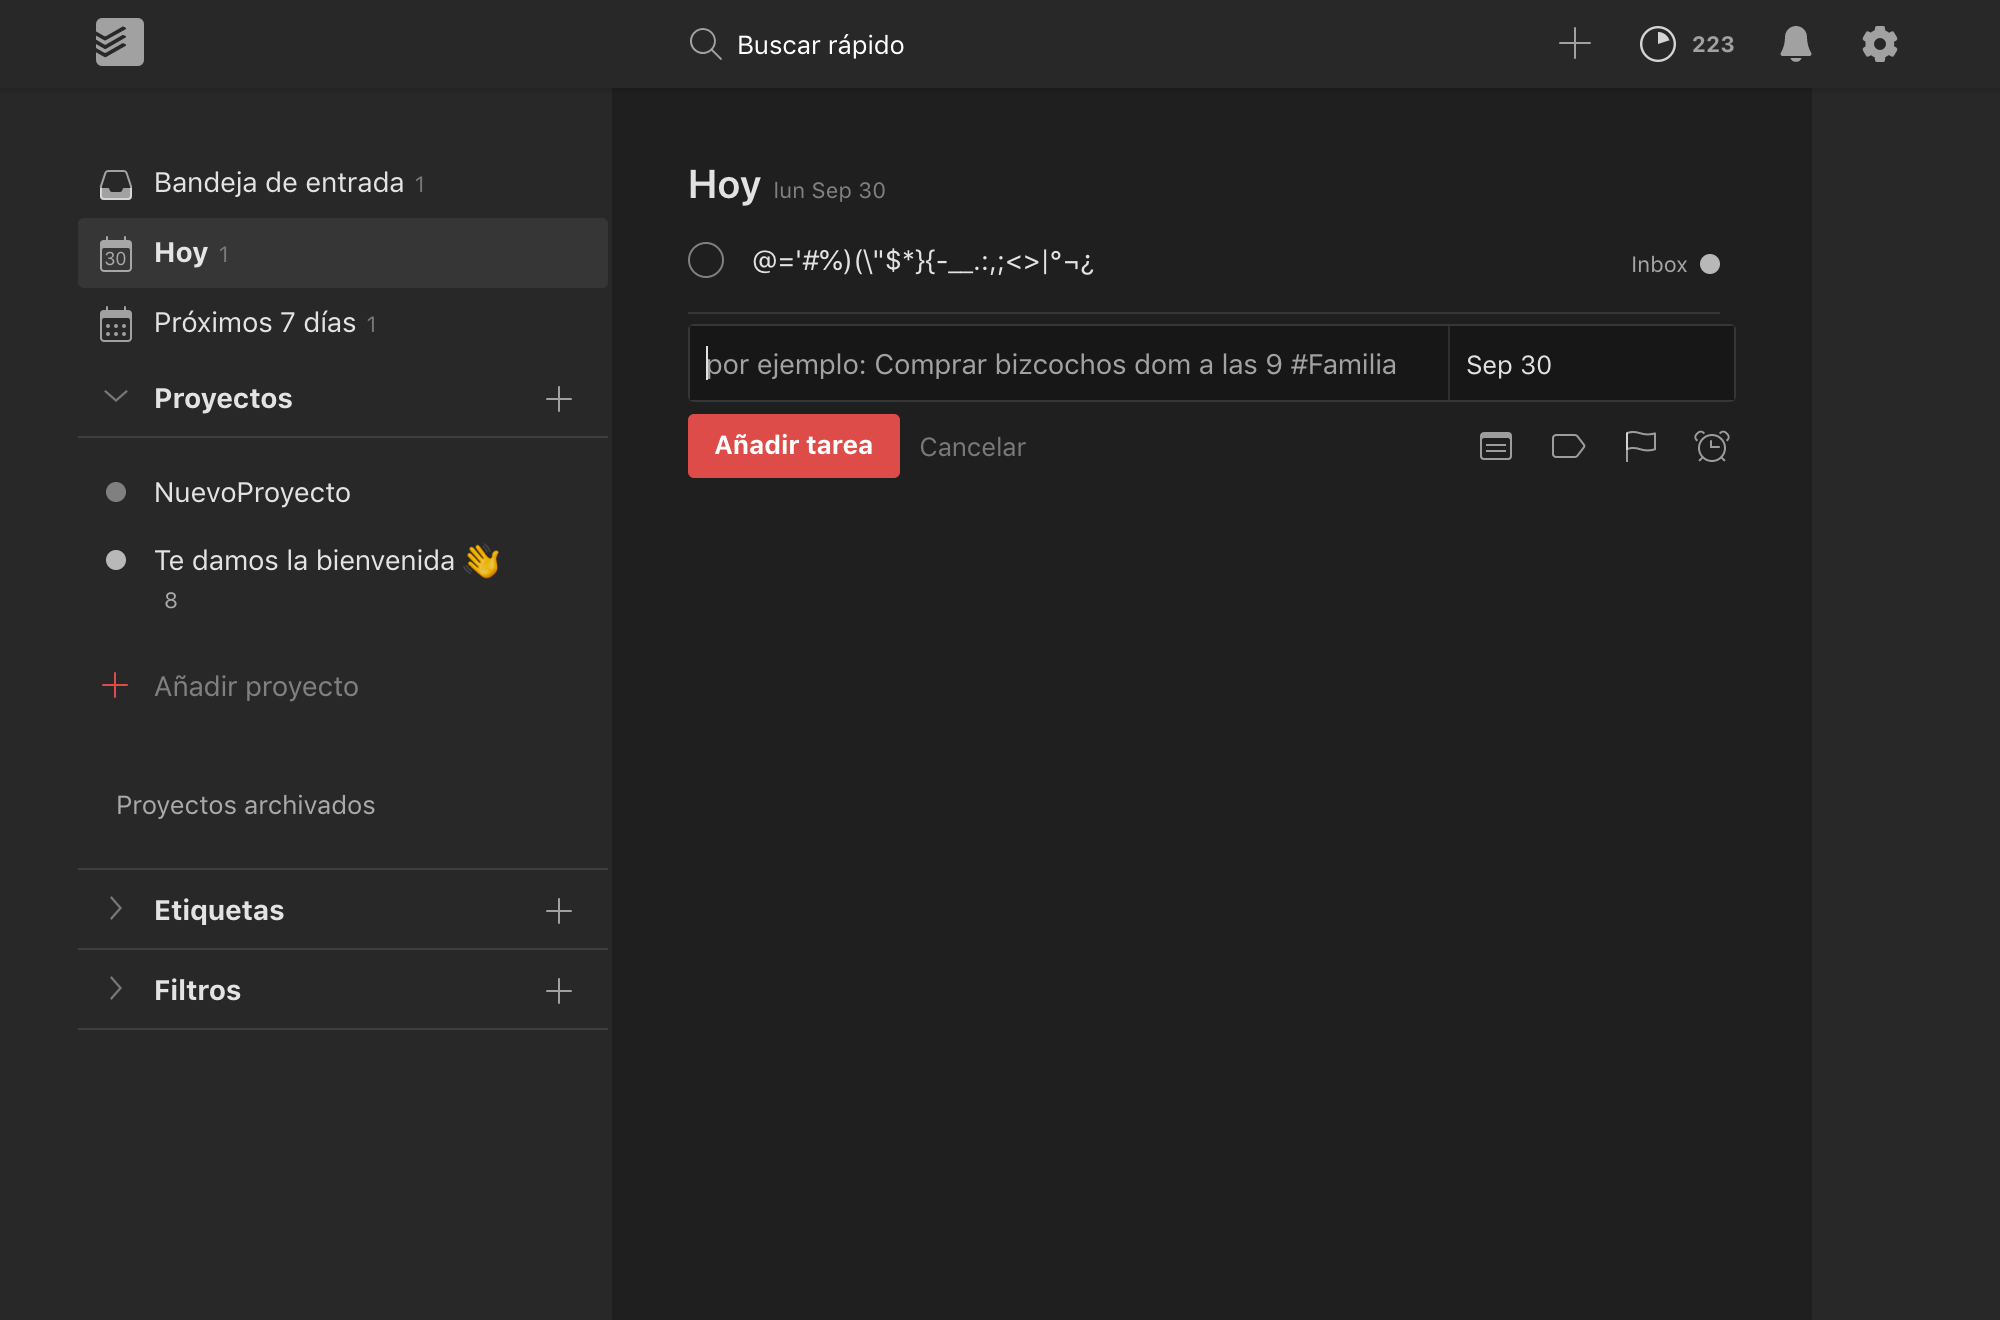 Buscar rápido
223
Bandeja de entrada 1
30
Hoy 1
Próximos 7 días 1
Proyectos
NuevoProyecto
Te damos la bienvenida 👋
8
Añadir proyecto
Proyectos archivados
Etiquetas
Filtros
Hoy lun Sep 30
@='#%)(\"$*}{-__.:,;<>|°¬¿
Inbox
por ejemplo: Comprar bizcochos dom a las 9 #Familia
Sep 30
Añadir tarea Cancelar